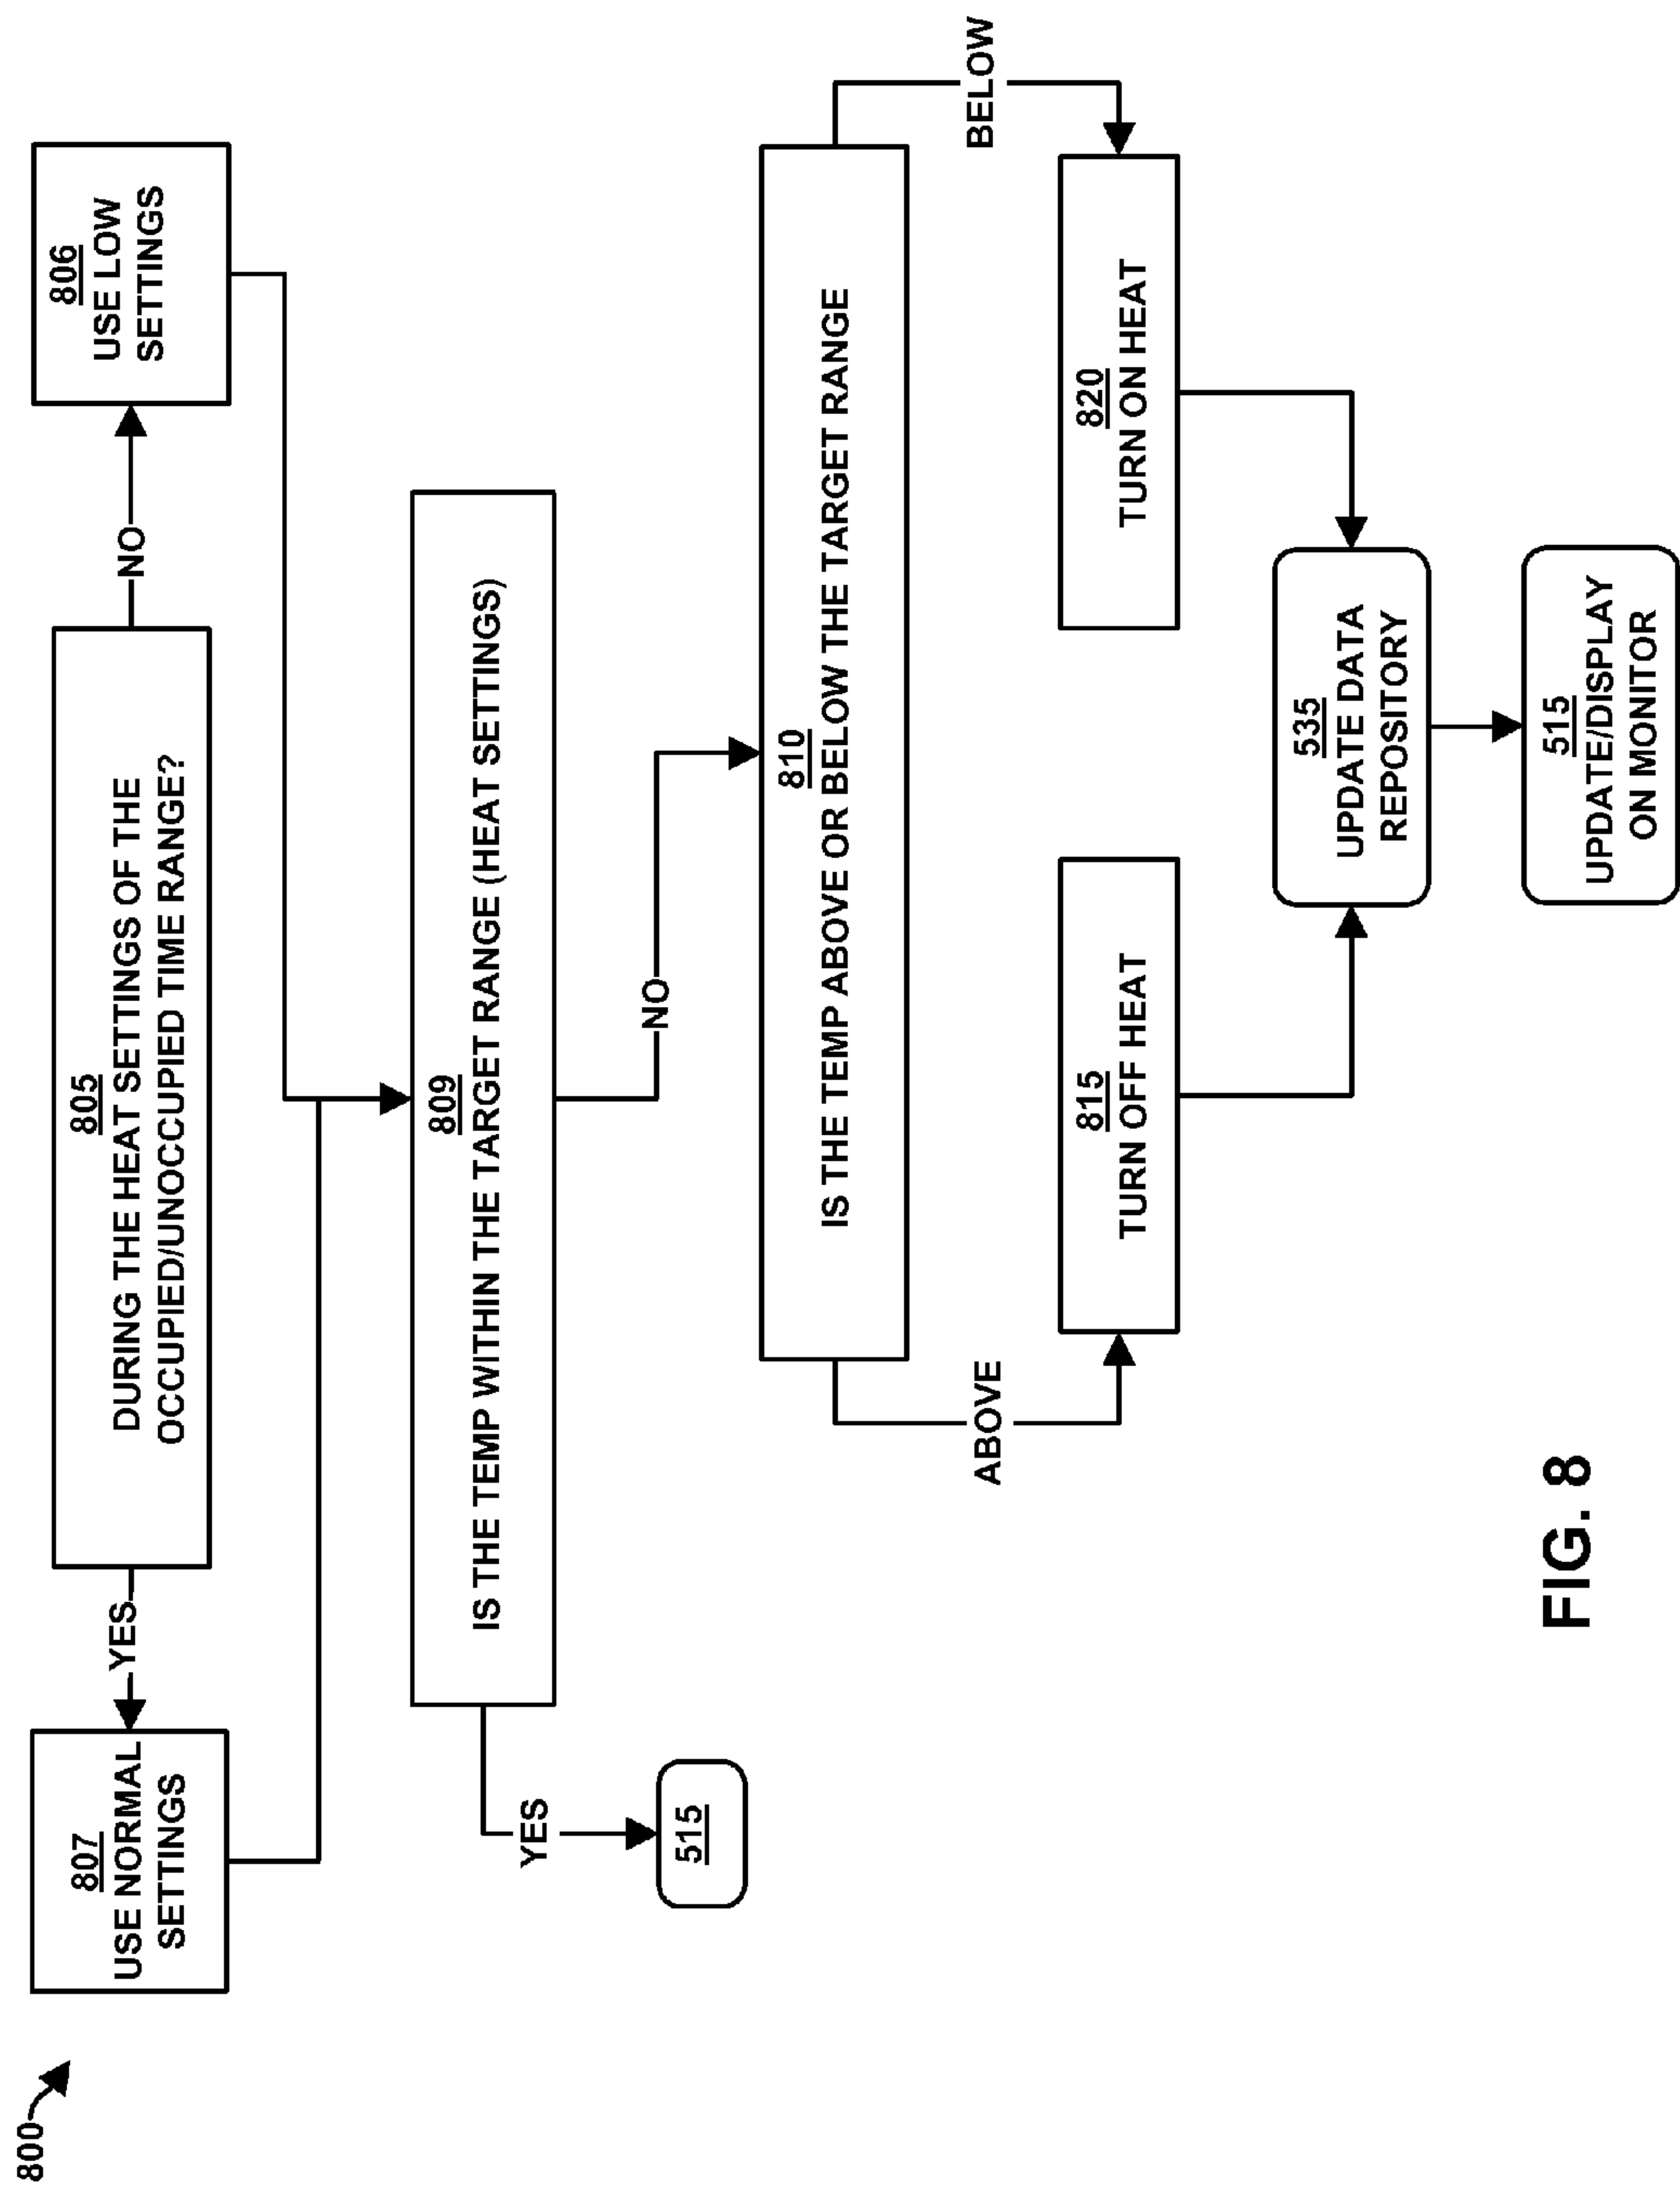 800
807
USE NORMAL
SETTINGS
YES
805
DURING THE HEAT SETTINGS OF THE
OCCUPIED/UNOCCUPIED TIME RANGE?
NO
806
USE LOW
SETTINGS
809
IS THE TEMP WITHIN THE TARGET RANGE (HEAT SETTINGS)
YES
515
NO
810
IS THE TEMP ABOVE OR BELOW THE TARGET RANGE
ABOVE
BELOW
815
TURN OFF HEAT
820
TURN ON HEAT
535
UPDATE DATA
REPOSITORY
515
UPDATE/DISPLAY
ON MONITOR
FIG. 8